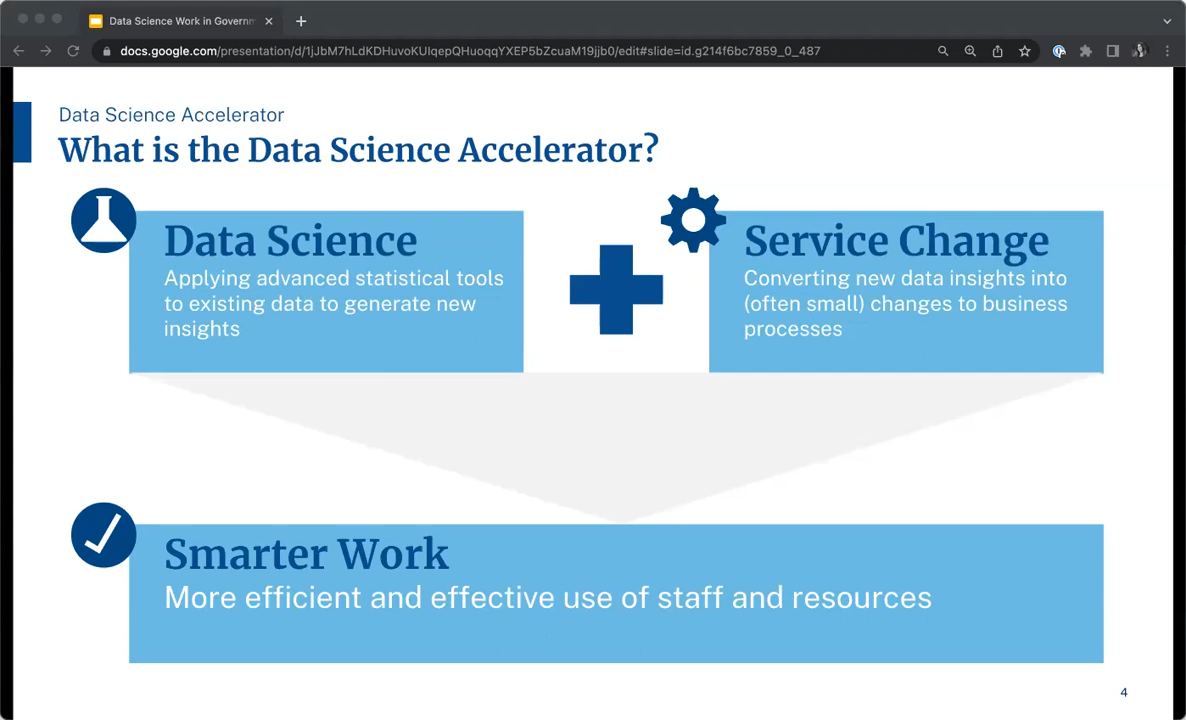 Data Science Work in Governm
docs.google.com/presentation/d/1jJbM7hLdKDHuvoKUIqepQHuoqqYXEP5bZcuaM19jjb0/edit#slide=id.g214f6bc7859_0_487
Data Science Accelerator
What is the Data Science Accelerator?
Data Science
Applying advanced statistical tools
to existing data to generate new
insights
Service Change
Converting new data insights into
(often small) changes to business
processes
Smarter Work
More efficient and effective use of staff and resources
4